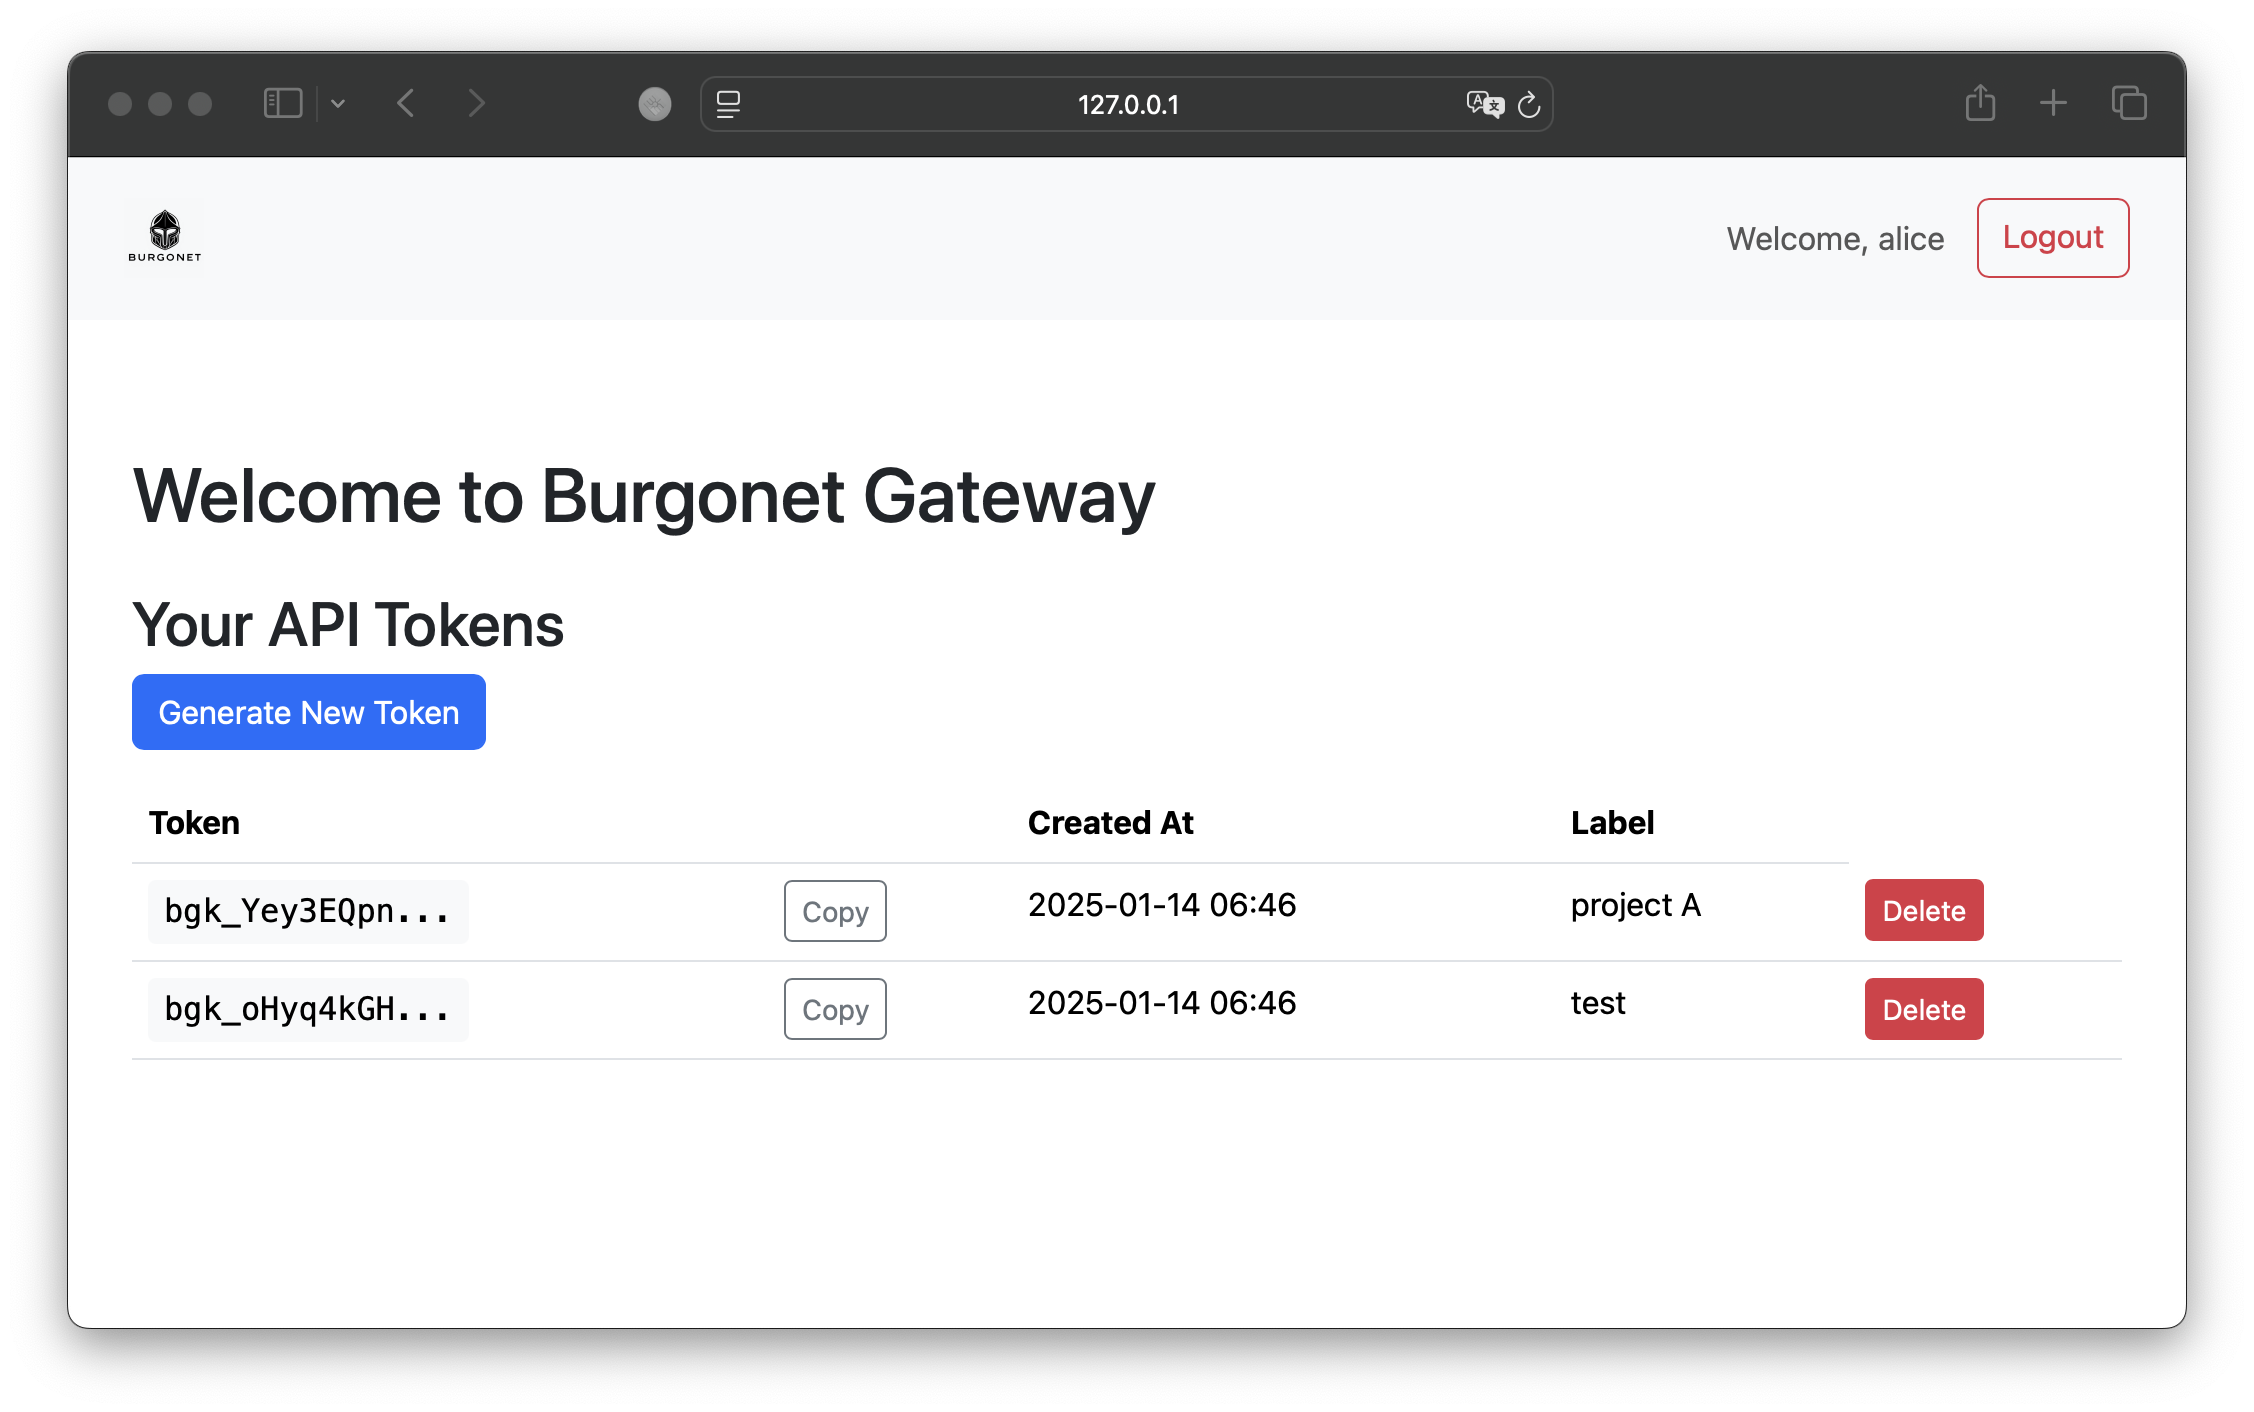 127.0.0.1
BURGONET
Welcome, alice
Logout
Welcome to Burgonet Gateway
Your API Tokens
Generate New Token
Token Created At Label
bgk_Yey3EQpn... Copy 2025-01-14 06:46 project A Delete
bgk_oHyq4kGH... Copy 2025-01-14 06:46 test Delete